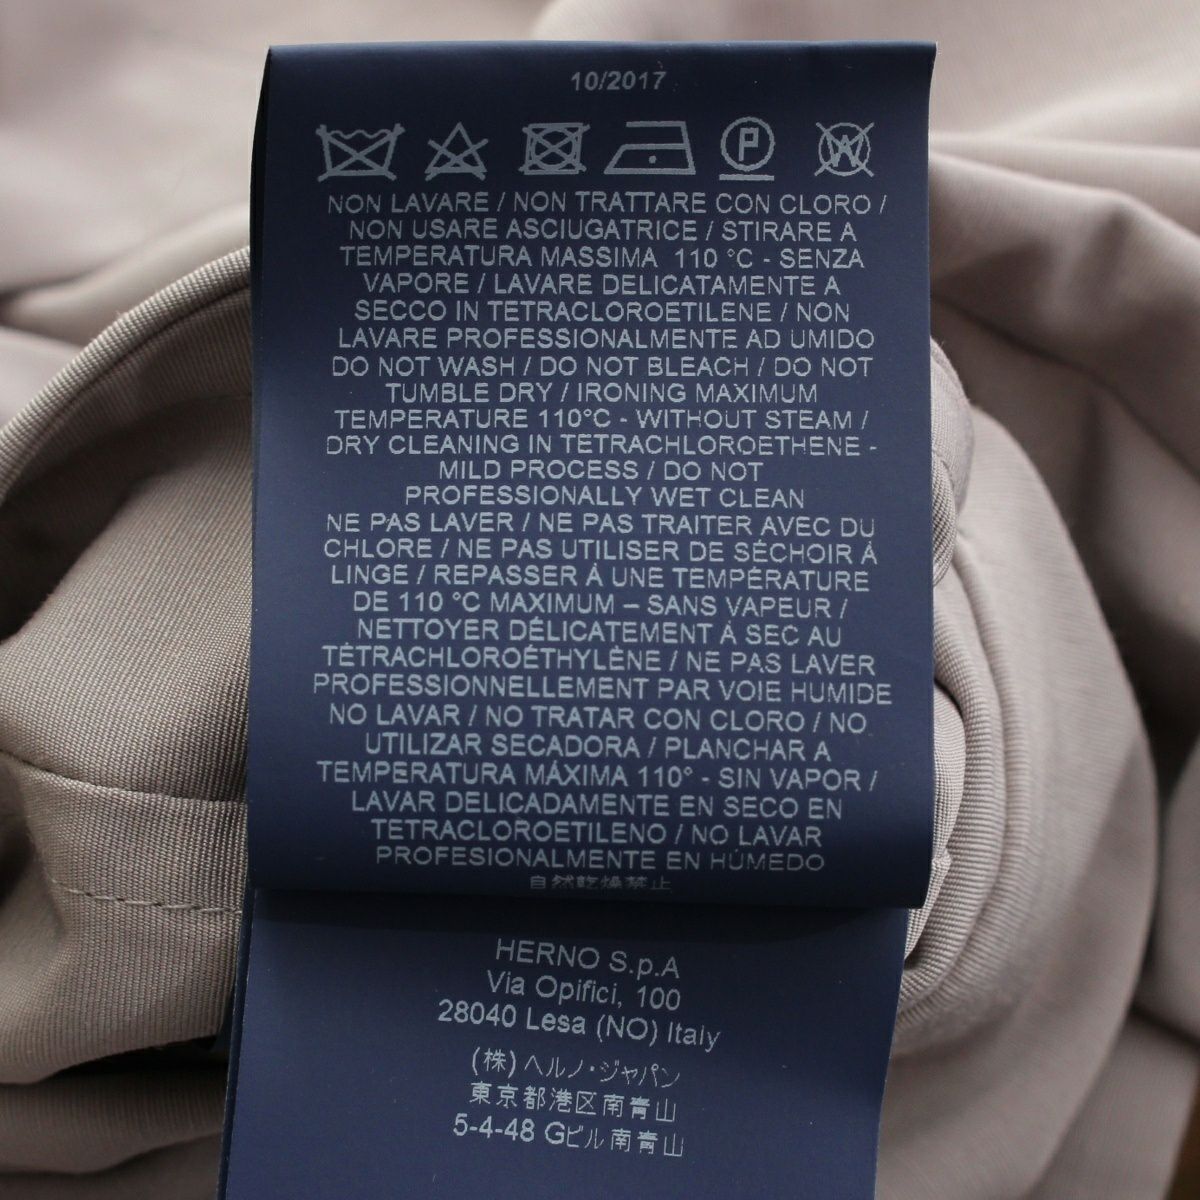 10/2017
P W
NON LAVARE / NON TRATTARE CON CLORO /
NON USARE ASCIUGATRICE / STIRARE A
TEMPERATURA MASSIMA 110 °C - SENZA
VAPORE / LAVARE DELICATAMENTE A
SECCO IN TETRACLOROETILENE / NON
LAVARE PROFESSIONALMENTE AD UMIDO
DO NOT WASH / DO NOT BLEACH / DO NOT
TUMBLE DRY / IRONING MAXIMUM
TEMPERATURE 110°C - WITHOUT STEAM /
DRY CLEANING IN TETRACHLOROETHENE -
MILD PROCESS / DO NOT
PROFESSIONALLY WET CLEAN
NE PAS LAVER / NE PAS TRAITER AVEC DU
CHLORE / NE PAS UTILISER DE SÉCHOIR À
LINGE / REPASSER À UNE TEMPÉRATURE
DE 110 °C MAXIMUM – SANS VAPEUR /
NETTOYER DÉLICATEMENT À SEC AU
TÉTRACHLOROÉTHYLÈNE / NE PAS LAVER
PROFESSIONNELLEMENT PAR VOIE HUMIDE
NO LAVAR / NO TRATAR CON CLORO / NO
UTILIZAR SECADORA / PLANCHAR A
TEMPERATURA MÁXIMA 110° - SIN VAPOR /
LAVAR DELICADAMENTE EN SECO EN
TETRACLOROETILENO / NO LAVAR
PROFESIONALMENTE EN HÚMEDO
自然乾燥禁止
HERNO S.p.A
Via Opifici, 100
28040 Lesa (NO) Italy
(株) ヘルノ・ジャパン
東京都港区南青山
5-4-48 Gビル南青山